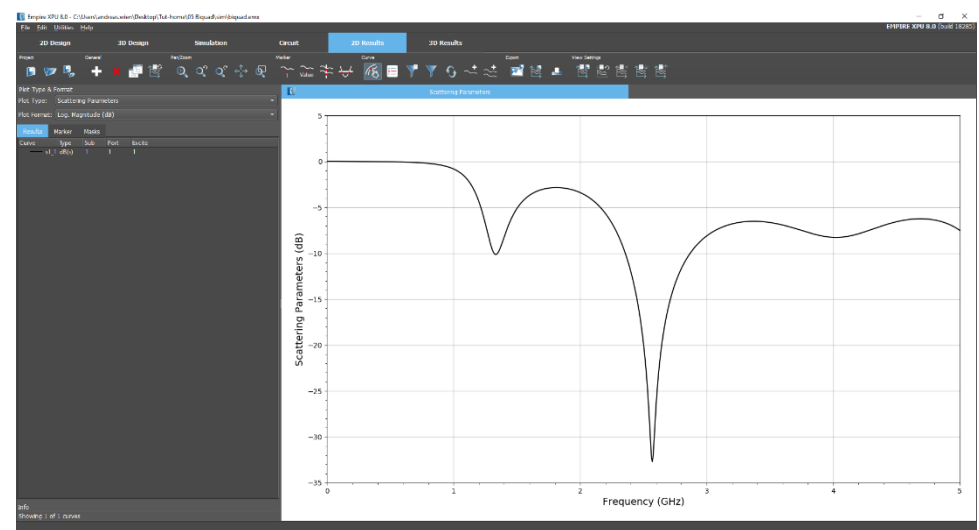 Empire XPU 8.0 - C:\Users\andreas.wien\Desktop\Tut-home\05 Biquad\sim\biquad.emx
File Edit Utilities Help
EMPIRE XPU 8.0 (build 18285)
2D Design 3D Design Simulation Circuit 2D Results 3D Results
Project General Pan/Zoom Marker Curve Export View Settings
1 Value
Plot Type & Format
Plot Type: Scattering Parameters
Plot Format: Log. Magnitude (dB)
Results Marker Masks
Curve Type Sub Port Excite
s1_1 dB(s) 1 1 1
Info
Showing 1 of 1 curves
Scattering Parameters
5
0
−5
−10
−15
−20
−25
−30
−35
Scattering Parameters (dB)
0 1 2 3 4 5
Frequency (GHz)